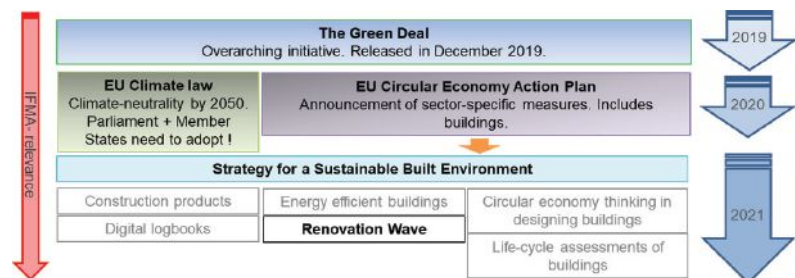 The Green Deal
Overarching initiative. Released in December 2019.
2019
IFMA- relevance
EU Climate law
Climate-neutrality by 2050.
Parliament + Member
States need to adopt !
EU Circular Economy Action Plan
Announcement of sector-specific measures. Includes
buildings.
2020
Strategy for a Sustainable Built Environment
Construction products
Energy efficient buildings
Circular economy thinking in
designing buildings
Digital logbooks
Renovation Wave
Life-cycle assessments of
buildings
2021